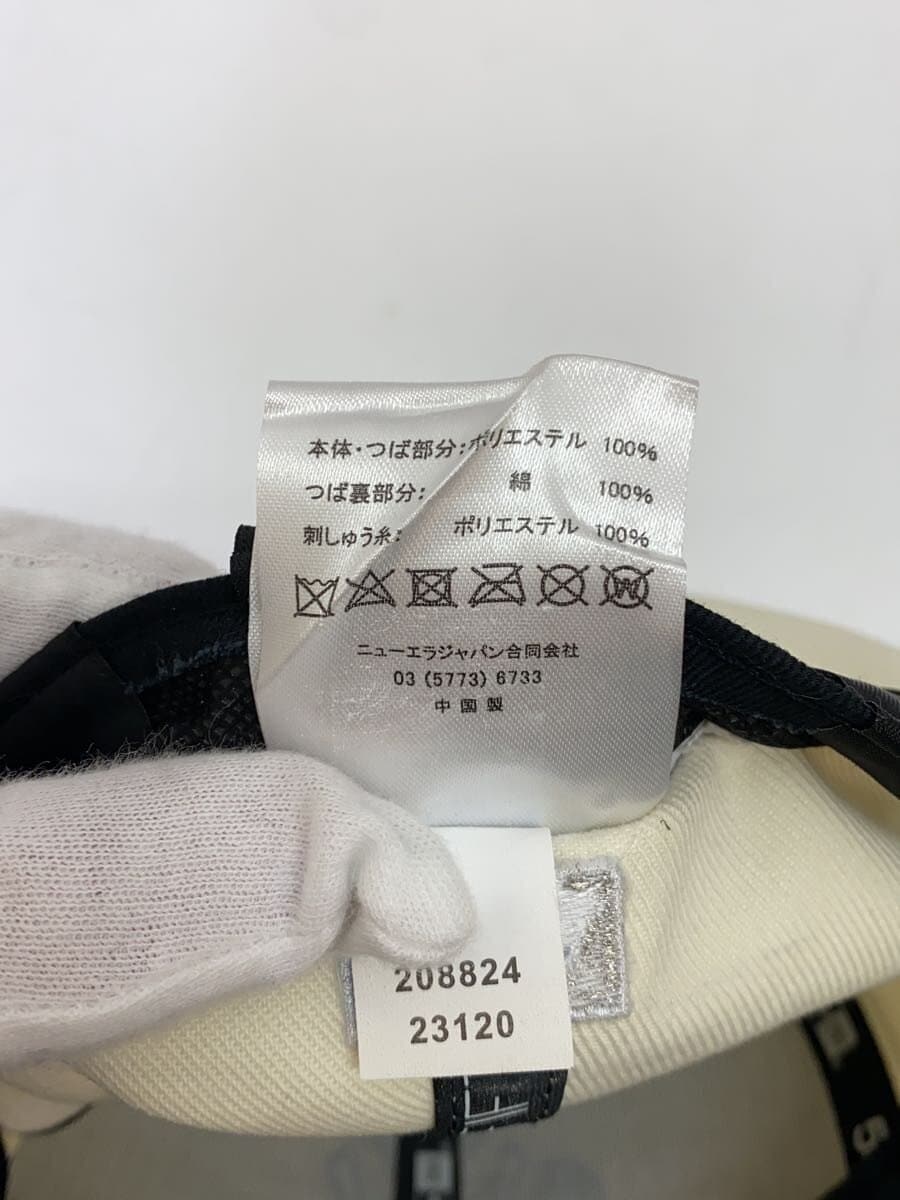 本体・つば部分:ポリエステル 100%
つば裏部分: 綿 100%
刺しゅう糸: ポリエステル 100%
ニューエラジャパン合同会社
03 (5773) 6733
中国製
208824
23120